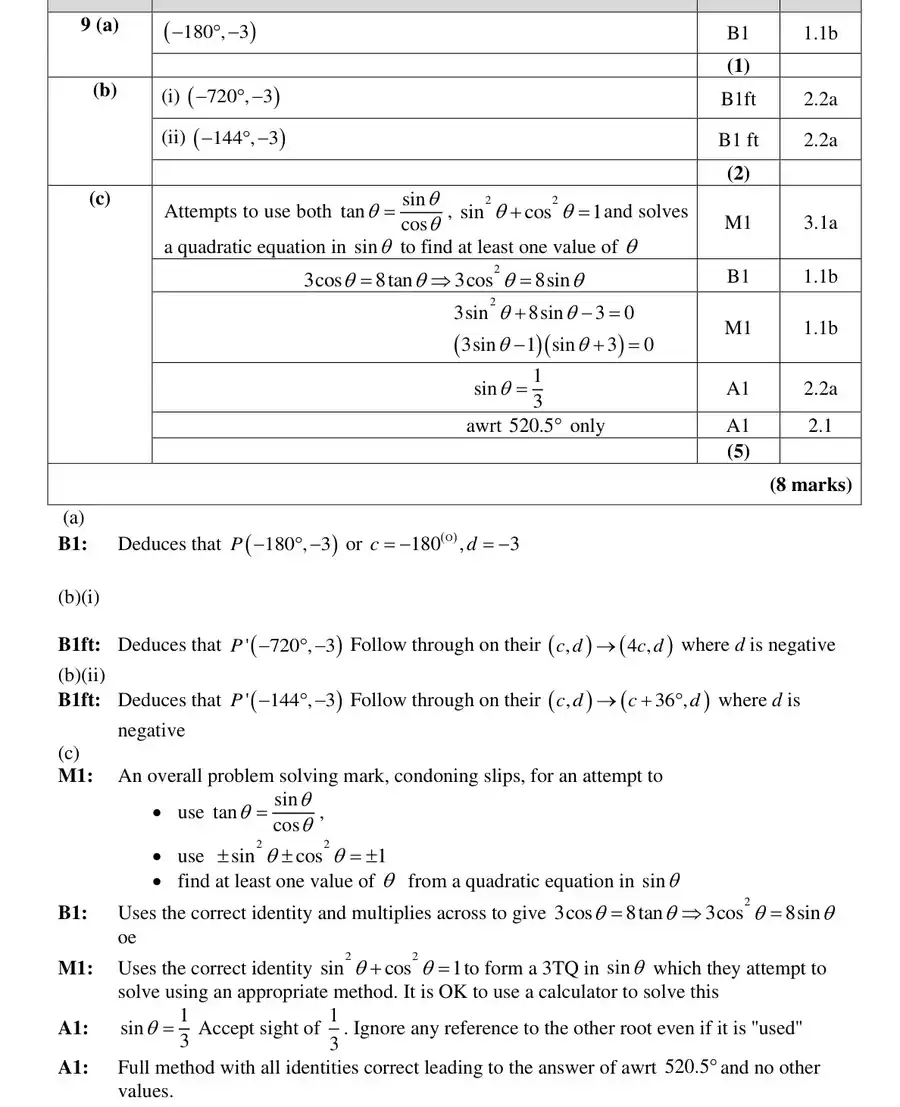 9 (a) (−180°,−3) B1 1.1b
(1)
(b) (i) (−720°,−3) B1ft 2.2a
(ii) (−144°,−3) B1 ft 2.2a
(2)
(c) Attempts to use both tan θ = sin θ / cos θ , sin² θ + cos² θ = 1 and solves
a quadratic equation in sin θ to find at least one value of θ M1 3.1a
3cos θ = 8 tan θ ⇒ 3cos² θ = 8sin θ B1 1.1b
3sin² θ + 8sin θ − 3 = 0
(3sin θ − 1)(sin θ + 3) = 0 M1 1.1b
sin θ = 1/3 A1 2.2a
awrt 520.5° only A1 2.1
(5)
(8 marks)
(a)
B1: Deduces that P(−180°,−3) or c = −180⁽ᵒ⁾, d = −3
(b)(i)
B1ft: Deduces that P'(−720°,−3) Follow through on their (c,d) → (4c,d) where d is negative
(b)(ii)
B1ft: Deduces that P'(−144°,−3) Follow through on their (c,d) → (c + 36°,d) where d is
negative
(c)
M1: An overall problem solving mark, condoning slips, for an attempt to
• use tan θ = sin θ / cos θ ,
• use ±sin² θ ± cos² θ = ±1
• find at least one value of θ from a quadratic equation in sin θ
B1: Uses the correct identity and multiplies across to give 3cos θ = 8 tan θ ⇒ 3cos² θ = 8sin θ
oe
M1: Uses the correct identity sin² θ + cos² θ = 1 to form a 3TQ in sin θ which they attempt to
solve using an appropriate method. It is OK to use a calculator to solve this
A1: sin θ = 1/3 Accept sight of 1/3 . Ignore any reference to the other root even if it is "used"
A1: Full method with all identities correct leading to the answer of awrt 520.5° and no other
values.